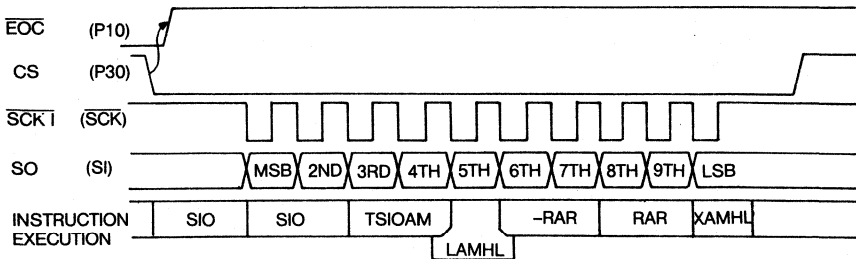 EOC (P10)
CS (P30)
SCK I (SCK)
SO (SI) MSB 2ND 3RD 4TH 5TH 6TH 7TH 8TH 9TH LSB
INSTRUCTION EXECUTION SIO SIO TSIOAM LAMHL –RAR RAR XAMHL